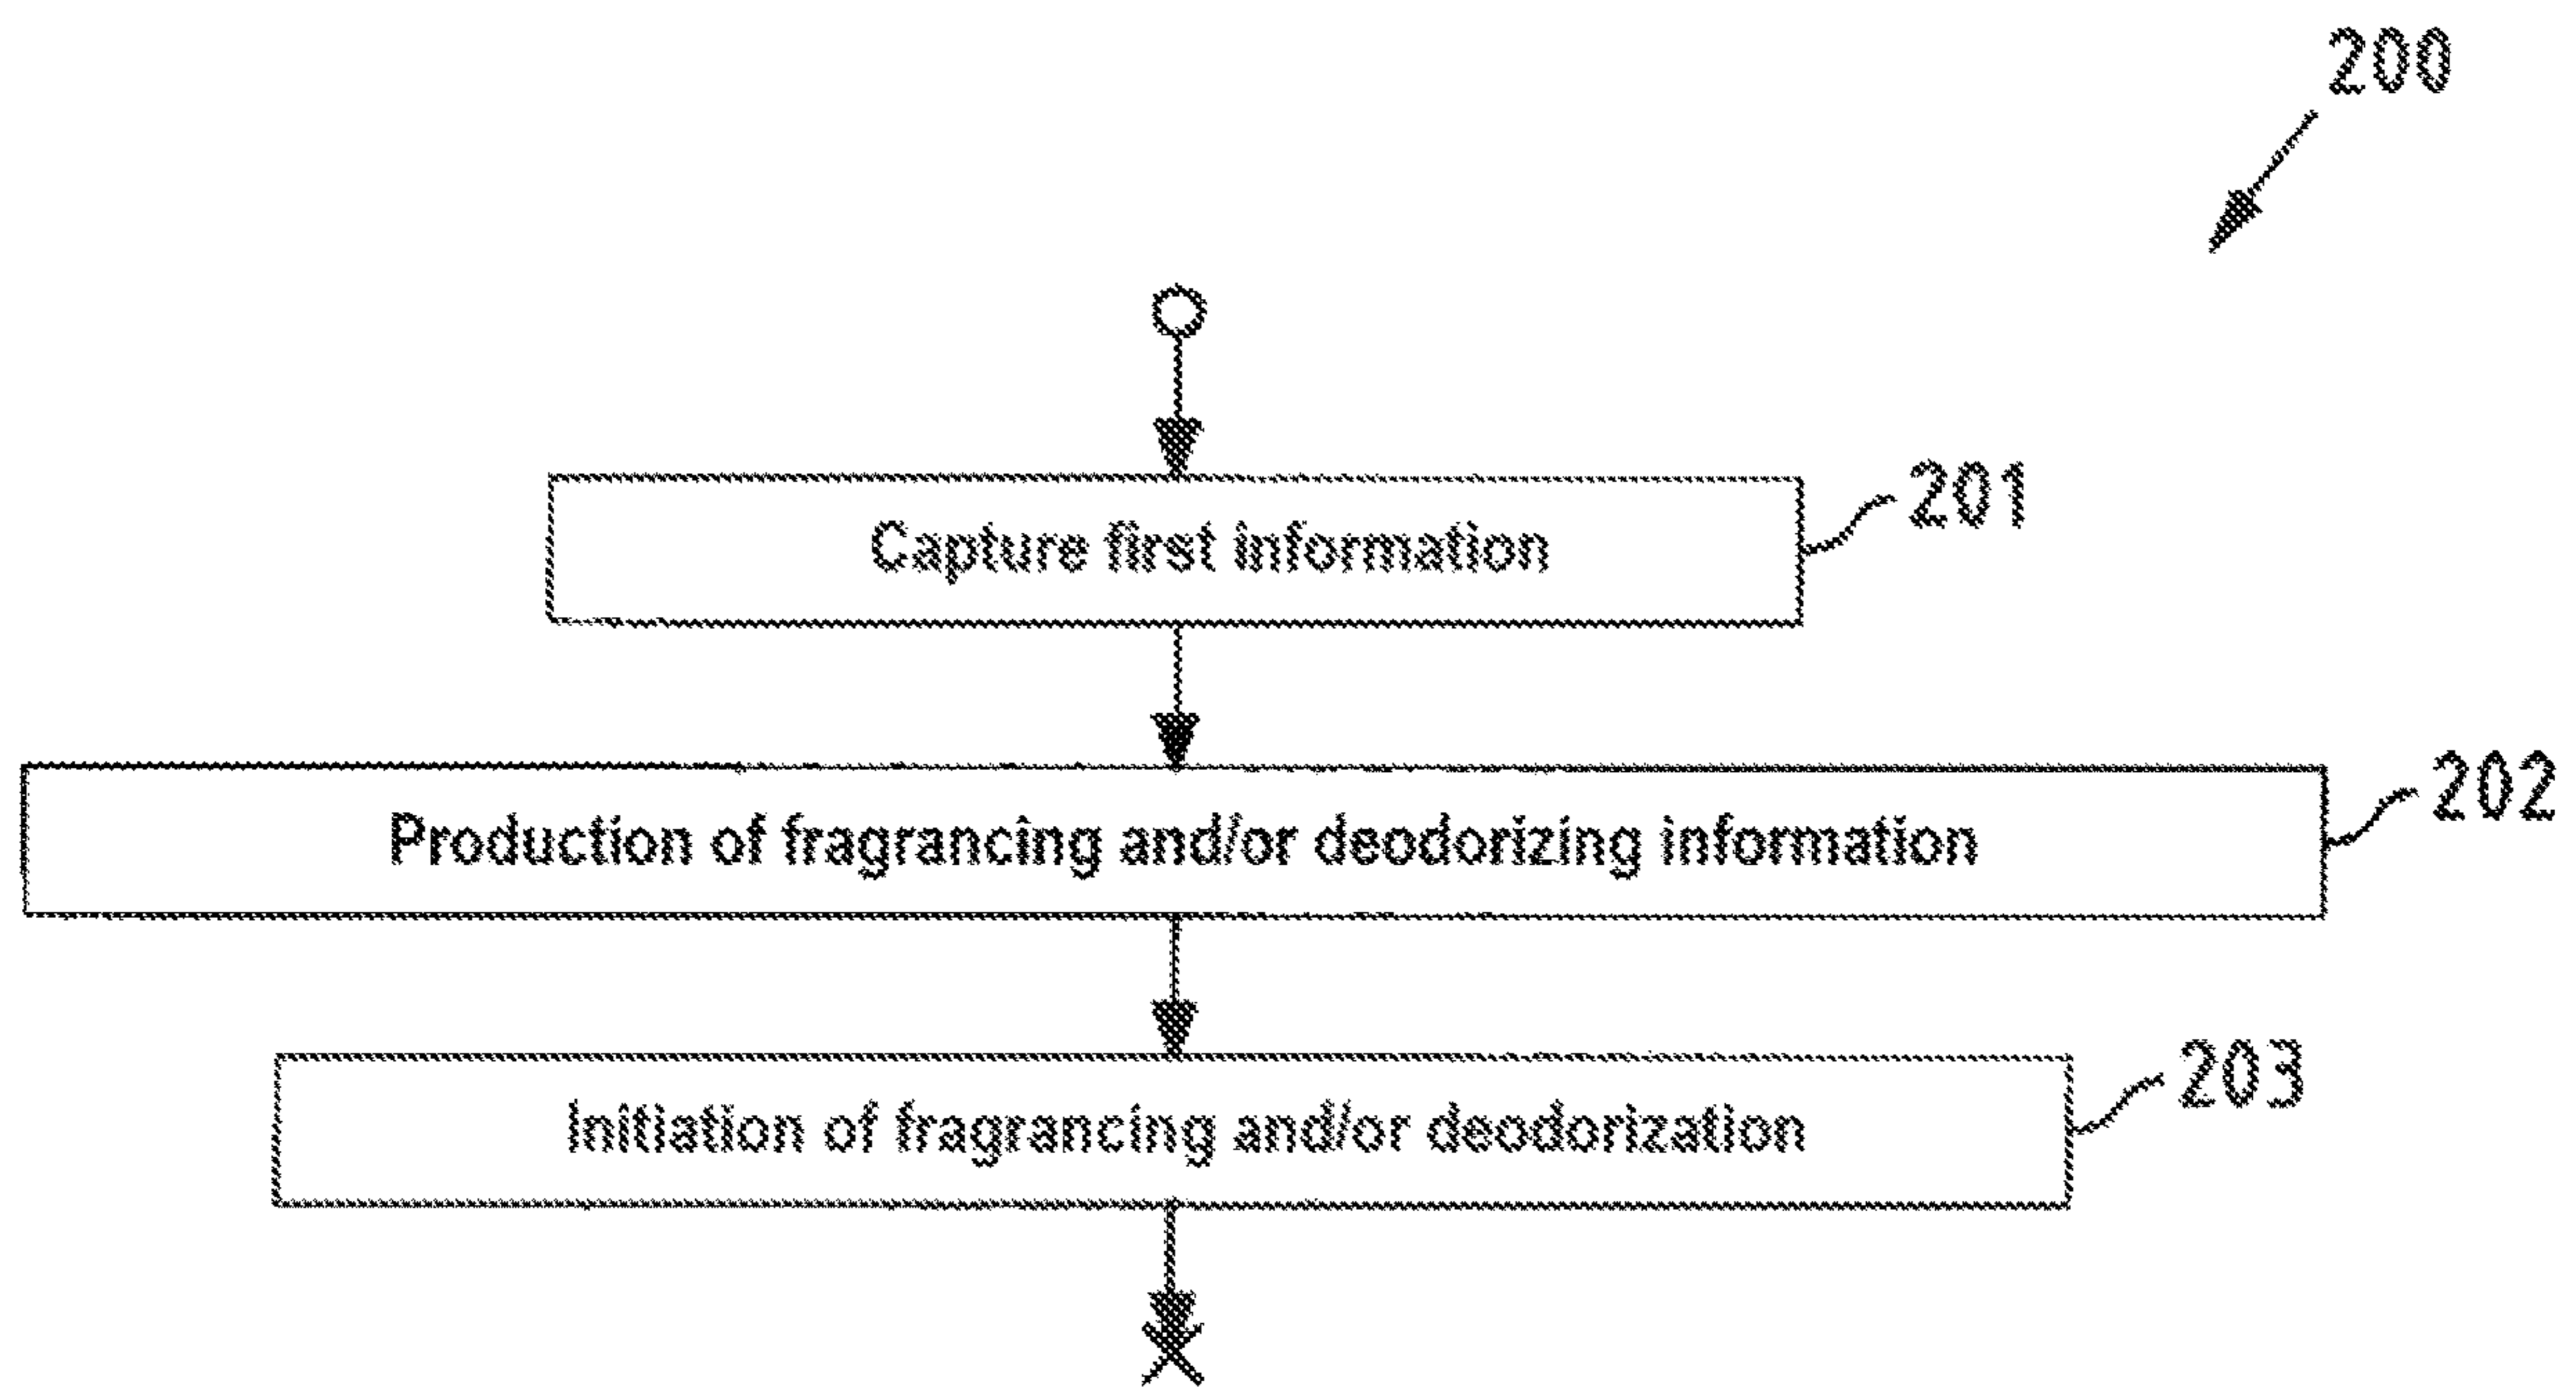 200
Capture first information
201
Production of fragrancing and/or deodorizing information
202
Initiation of fragrancing and/or deodorization
203